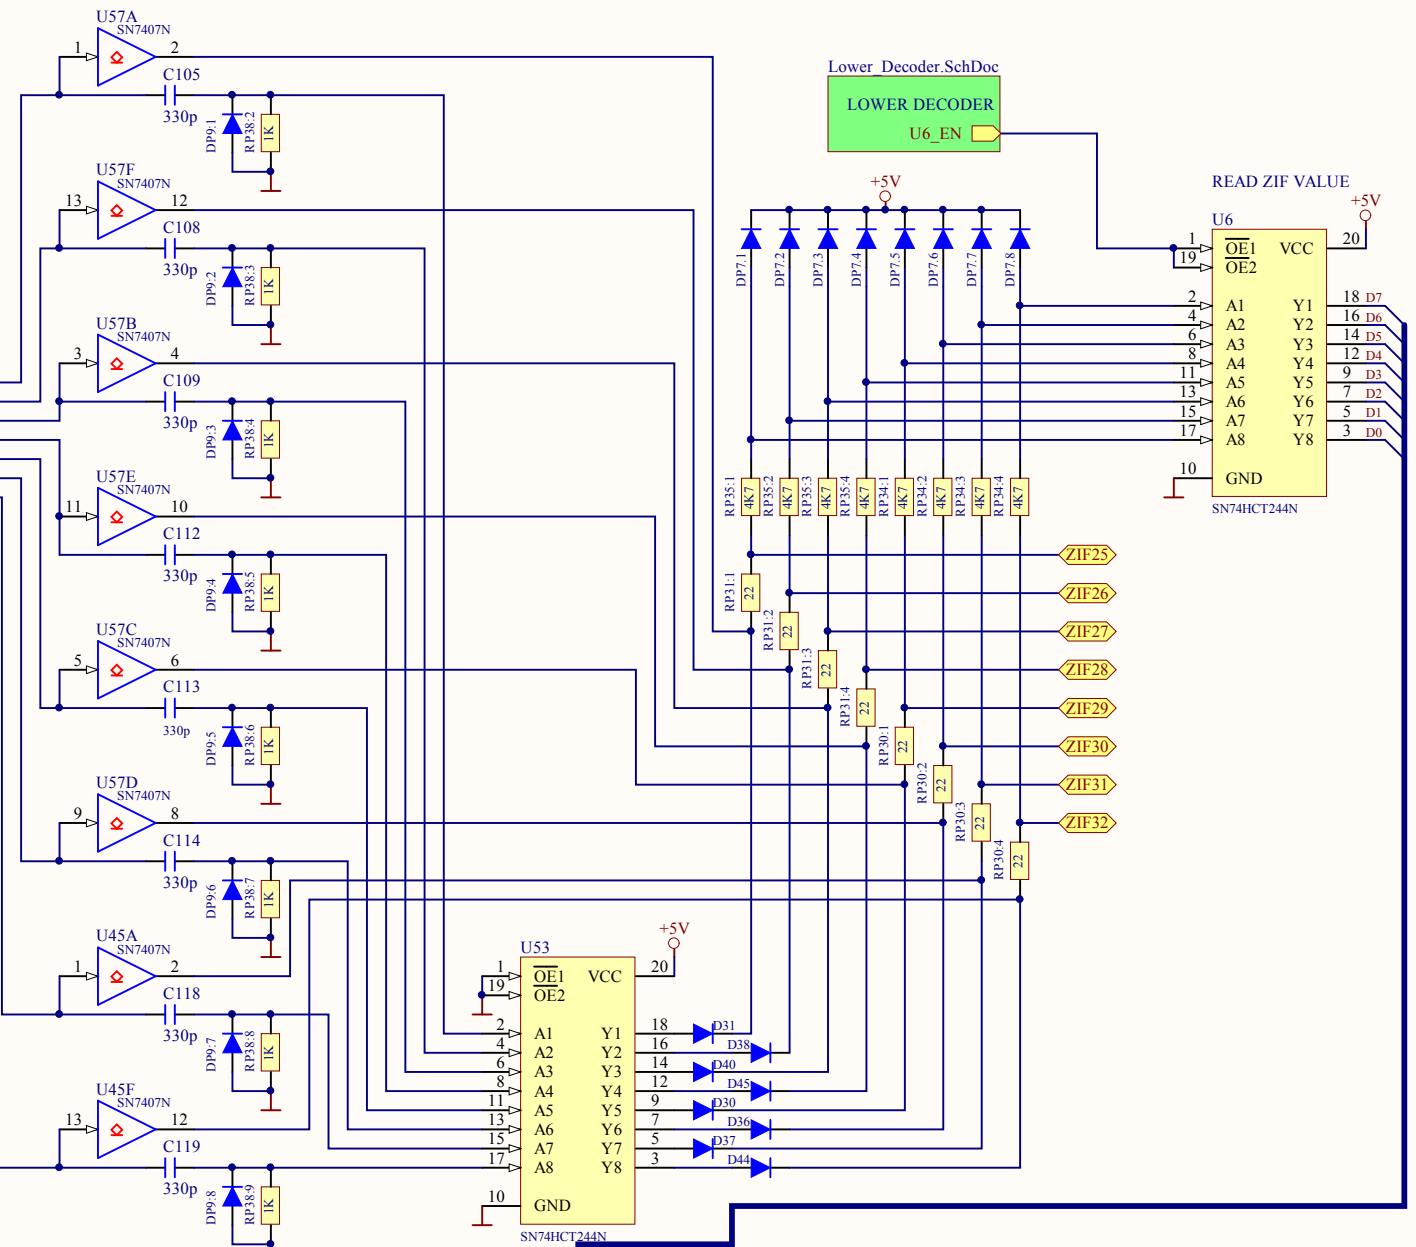 U57A
SN7407N
1
2
C105
330p
DP9:1
RP38:2
1K
U57F
SN7407N
13
12
C108
330p
DP9:2
RP38:3
1K
U57B
SN7407N
3
4
C109
330p
DP9:3
RP38:4
1K
U57E
SN7407N
11
10
C112
330p
DP9:4
RP38:5
1K
U57C
SN7407N
5
6
C113
330p
DP9:5
RP38:6
1K
U57D
SN7407N
9
8
C114
330p
DP9:6
RP38:7
1K
U45A
SN7407N
1
2
C118
330p
DP9:7
RP38:8
1K
U45F
SN7407N
13
12
C119
330p
DP9:8
RP38:9
1K
Lower_Decoder.SchDoc
LOWER DECODER
U6_EN
+5V
DP7.1
DP7.2
DP7.3
DP7.4
DP7.5
DP7.6
DP7.7
DP7.8
READ ZIF VALUE
+5V
U6
1 OE1 VCC 20
19 OE2
2 A1 Y1 18 D7
4 A2 Y2 16 D6
6 A3 Y3 14 D5
8 A4 Y4 12 D4
11 A5 Y5 9 D3
13 A6 Y6 7 D2
15 A7 Y7 5 D1
17 A8 Y8 3 D0
10 GND
SN74HCT244N
RP35:1 4K7
RP35:2 4K7
RP35:3 4K7
RP35:4 4K7
RP34:1 4K7
RP34:2 4K7
RP34:3 4K7
RP34:4 4K7
ZIF25
RP31:1 22
ZIF26
RP31:2 22
ZIF27
RP31:3 22
ZIF28
RP31:4 22
ZIF29
RP30:1 22
ZIF30
RP30:2 22
ZIF31
RP30:3 22
ZIF32
RP30:4 22
+5V
U53
1 OE1 VCC 20
19 OE2
2 A1 Y1 18 D31
4 A2 Y2 16 D38
6 A3 Y3 14 D40
8 A4 Y4 12 D45
11 A5 Y5 9 D30
13 A6 Y6 7 D36
15 A7 Y7 5 D37
17 A8 Y8 3 D44
10 GND
SN74HCT244N